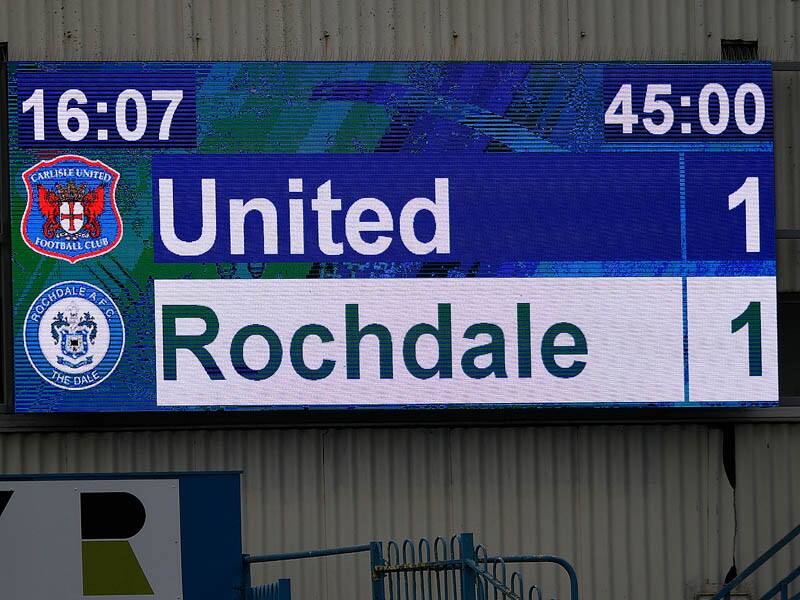 16:07
45:00
CARLISLE UNITED
FOOTBALL CLUB
United 1
ROCHDALE A.F.C.
THE DALE
Rochdale 1
R